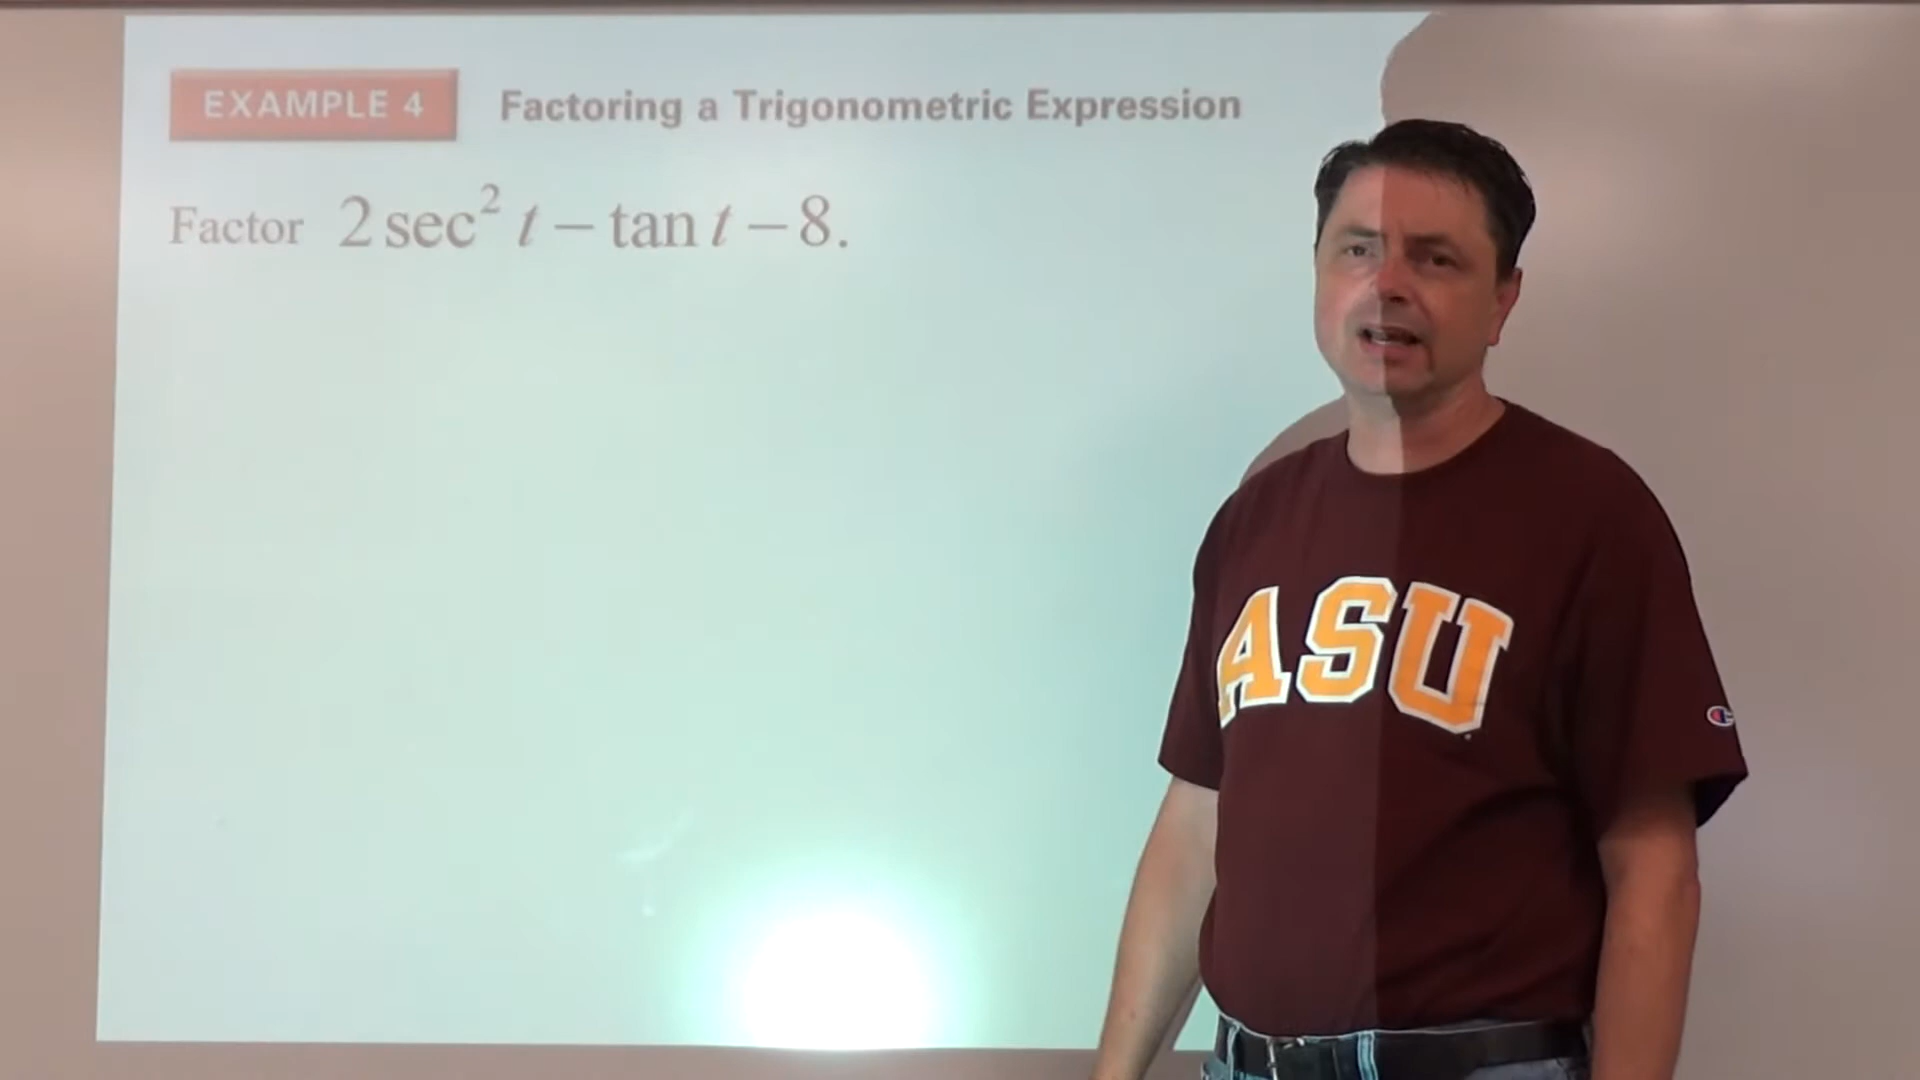 EXAMPLE 4 Factoring a Trigonometric Expression
Factor 2 sec² t − tan t − 8.
ASU